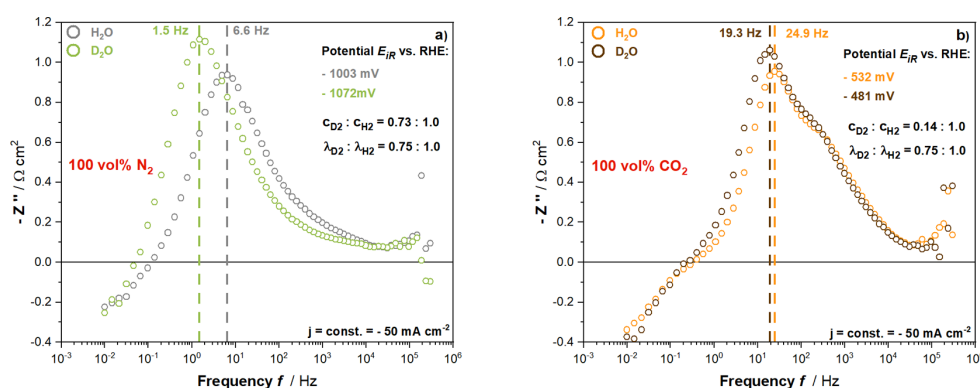 1.5 Hz 6.6 Hz a)
H₂O
D₂O
Potential E_iR vs. RHE:
- 1003 mV
- 1072mV
c_D2 : c_H2 = 0.73 : 1.0
λ_D2 : λ_H2 = 0.75 : 1.0
100 vol% N₂
j = const. = - 50 mA cm⁻²
- Z'' / Ω cm²
1.2
1.0
0.8
0.6
0.4
0.2
0.0
-0.2
-0.4
10⁻³ 10⁻² 10⁻¹ 10⁰ 10¹ 10² 10³ 10⁴ 10⁵ 10⁶
Frequency f / Hz
19.3 Hz 24.9 Hz b)
H₂O
D₂O
Potential E_iR vs. RHE:
- 532 mV
- 481 mV
c_D2 : c_H2 = 0.14 : 1.0
λ_D2 : λ_H2 = 0.75 : 1.0
100 vol% CO₂
j = const. = - 50 mA cm⁻²
- Z'' / Ω cm²
1.2
1.0
0.8
0.6
0.4
0.2
0.0
-0.2
-0.4
10⁻³ 10⁻² 10⁻¹ 10⁰ 10¹ 10² 10³ 10⁴ 10⁵ 10⁶
Frequency f / Hz